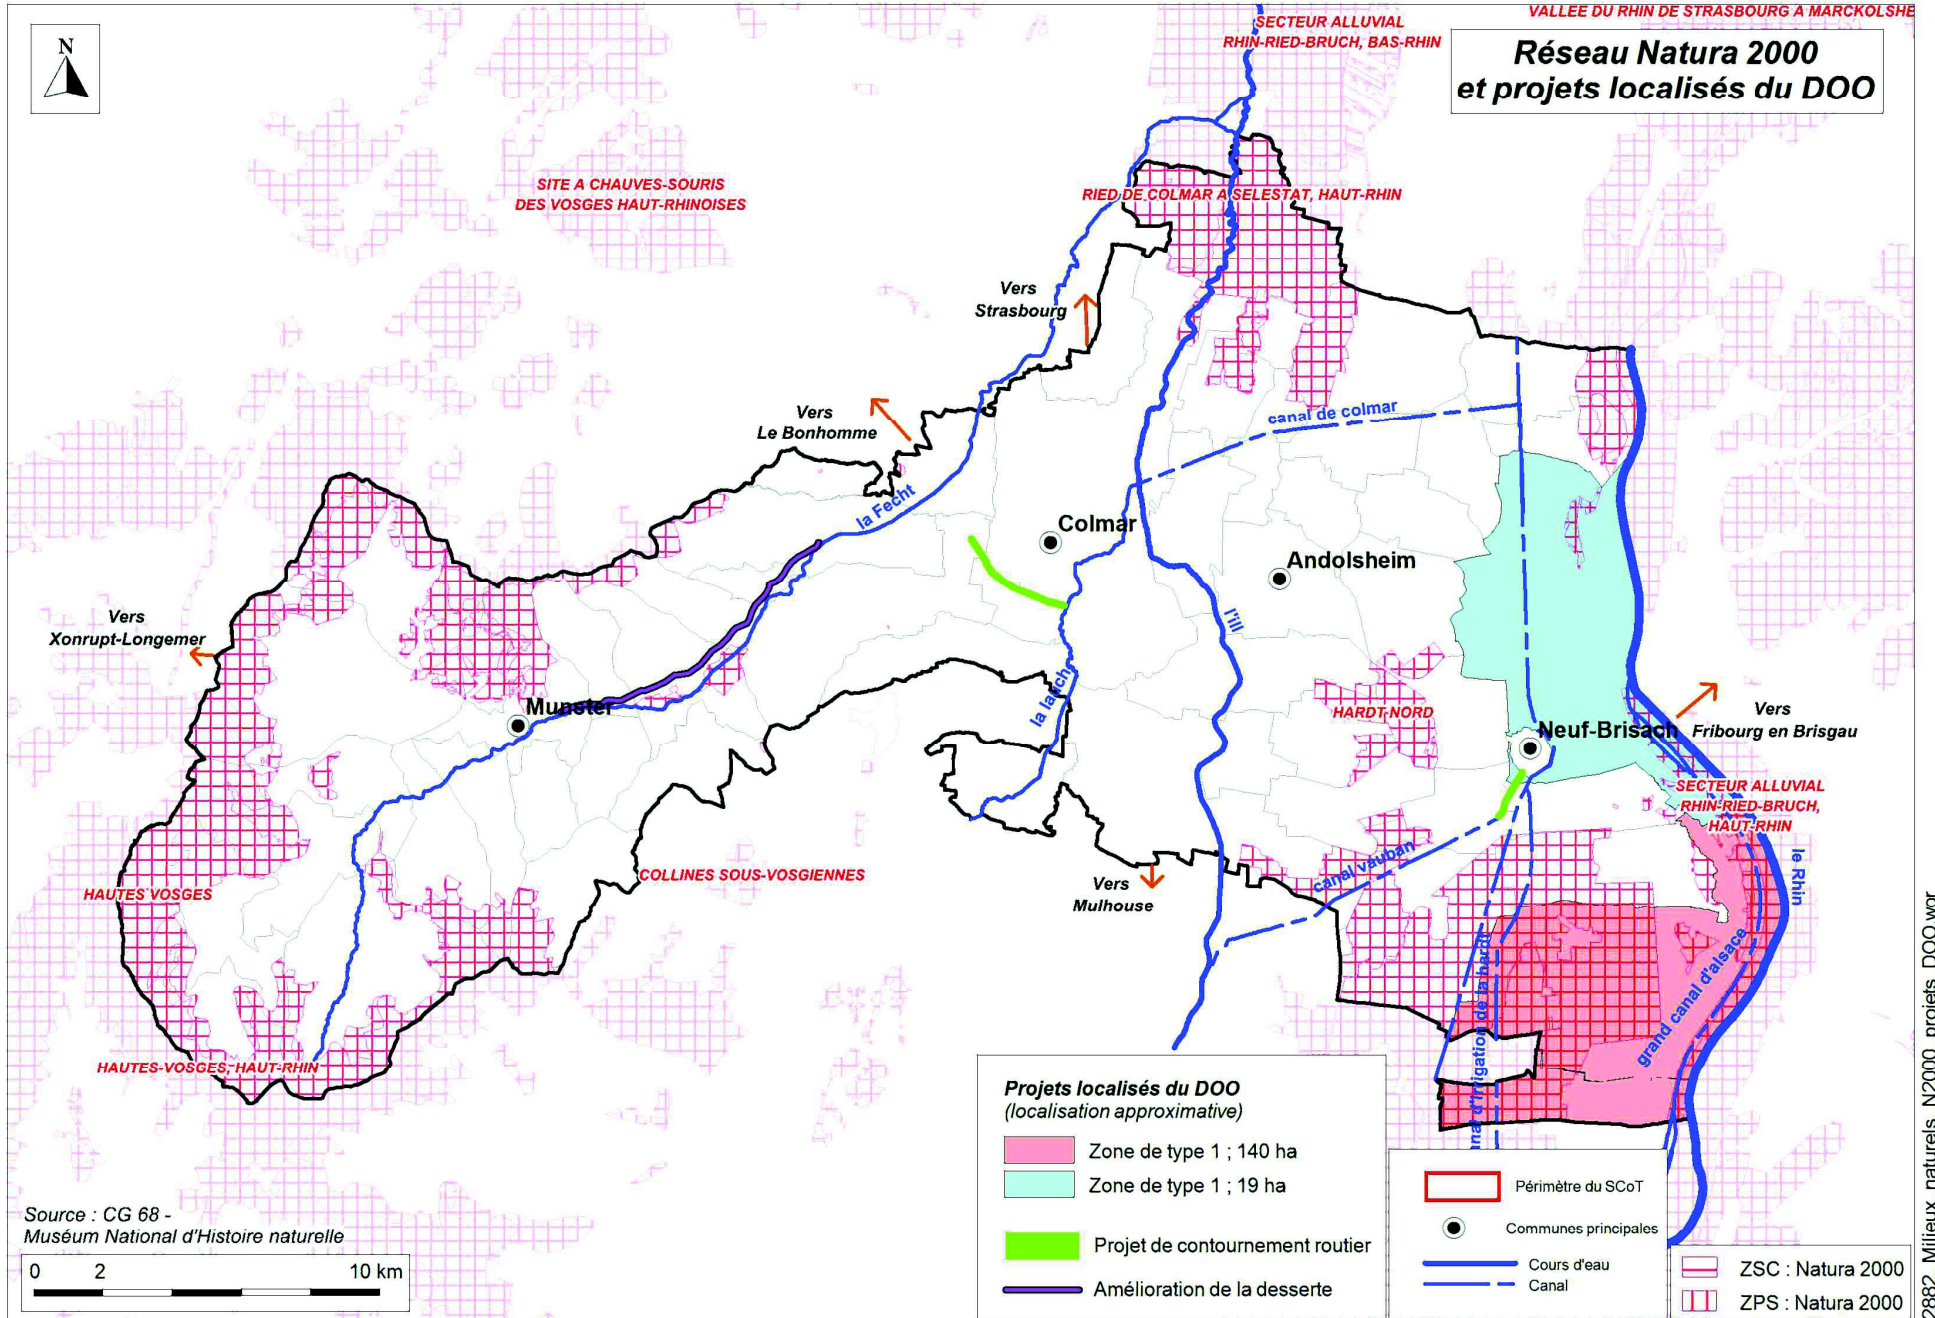 VALLEE DU RHIN DE STRASBOURG A MARCKOLSHE
SECTEUR ALLUVIAL
RHIN-RIED-BRUCH, BAS-RHIN
N
Réseau Natura 2000
et projets localisés du DOO
SITE A CHAUVES-SOURIS
DES VOSGES HAUT-RHINOISES
RIED DE COLMAR A SELESTAT, HAUT-RHIN
Vers
Strasbourg
Vers
Le Bonhomme
canal de colmar
la Fecht
Colmar
Andolsheim
Vers
Xonrupt-Longemer
l'ill
la lauch
Munster
HARDT NORD
Neuf-Brisach
Vers
Fribourg en Brisgau
SECTEUR ALLUVIAL
RHIN-RIED-BRUCH,
HAUT-RHIN
le Rhin
canal vauban
COLLINES SOUS-VOSGIENNES
Vers
Mulhouse
HAUTES VOSGES
grand canal d'alsace
anal d'irrigation de la hardt
HAUTES-VOSGES, HAUT-RHIN
Projets localisés du DOO
(localisation approximative)
Zone de type 1 ; 140 ha
Zone de type 1 ; 19 ha
Projet de contournement routier
Amélioration de la desserte
Périmètre du SCoT
Communes principales
Cours d'eau
Canal
ZSC : Natura 2000
ZPS : Natura 2000
Source : CG 68 -
Muséum National d'Histoire naturelle
0 2 10 km
2882_Milieux_naturels_N2000_projets_DOO.wor